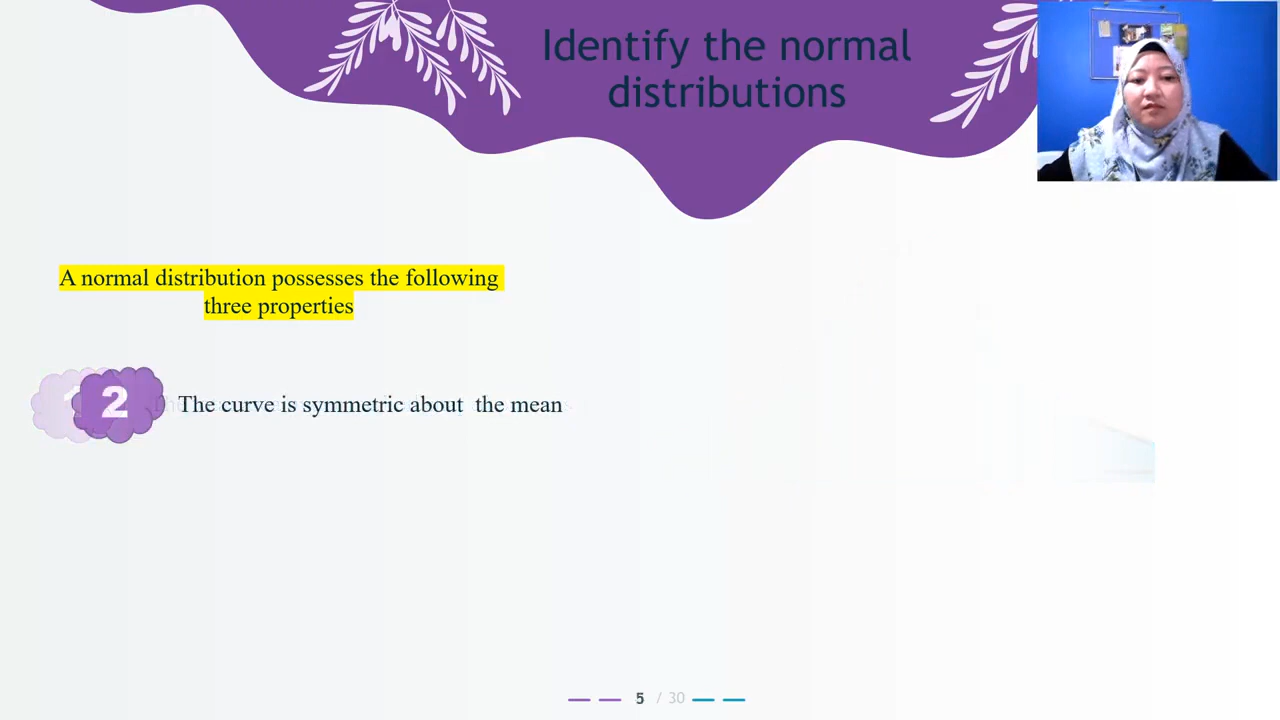 Identify the normal
distributions
A normal distribution possesses the following
three properties
2 The curve is symmetric about the mean
5 / 30